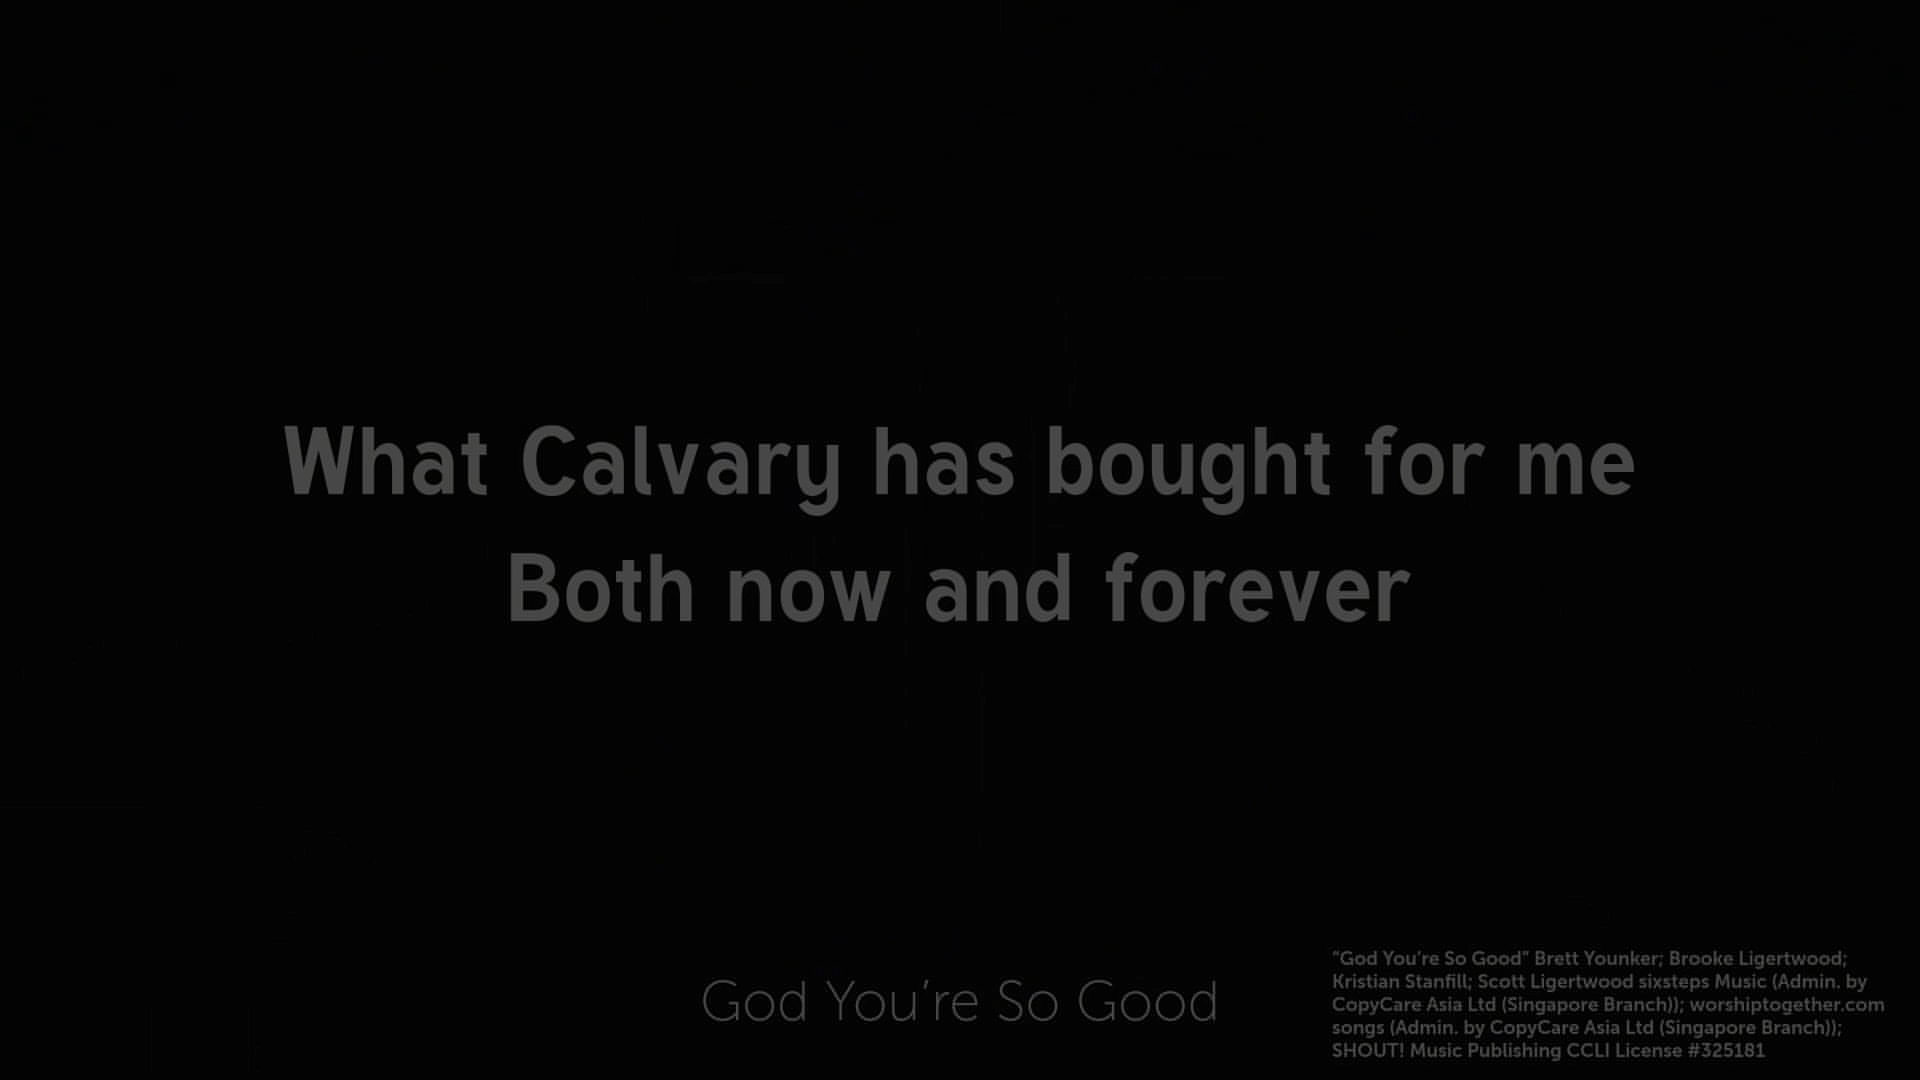 What Calvary has bought for me
Both now and forever
God You’re So Good
“God You’re So Good” Brett Younker; Brooke Ligertwood;
Kristian Stanfill; Scott Ligertwood sixsteps Music (Admin. by
CopyCare Asia Ltd (Singapore Branch)); worshiptogether.com
songs (Admin. by CopyCare Asia Ltd (Singapore Branch));
SHOUT! Music Publishing CCLI License #325181